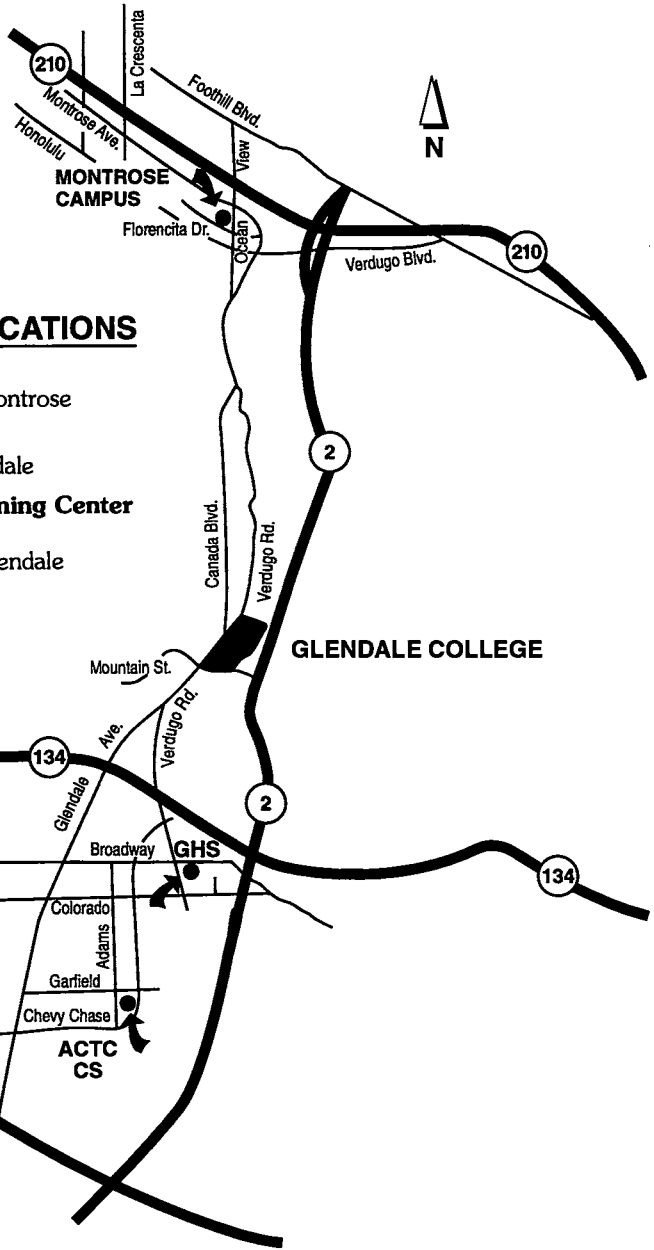 La Crescenta
210
Foothill Blvd.
Montrose Ave.
Honolulu
N
View
MONTROSE
CAMPUS
Florencita Dr.
Ocean
Verdugo Blvd.
210
CATIONS
ontrose
2
dale
ning Center
Canada Blvd.
Verdugo Rd.
endale
GLENDALE COLLEGE
Mountain St.
Verdugo Rd.
Ave.
134
Glendale
2
Broadway
GHS
134
Colorado
Adams
Garfield
Chevy Chase
ACTC
CS